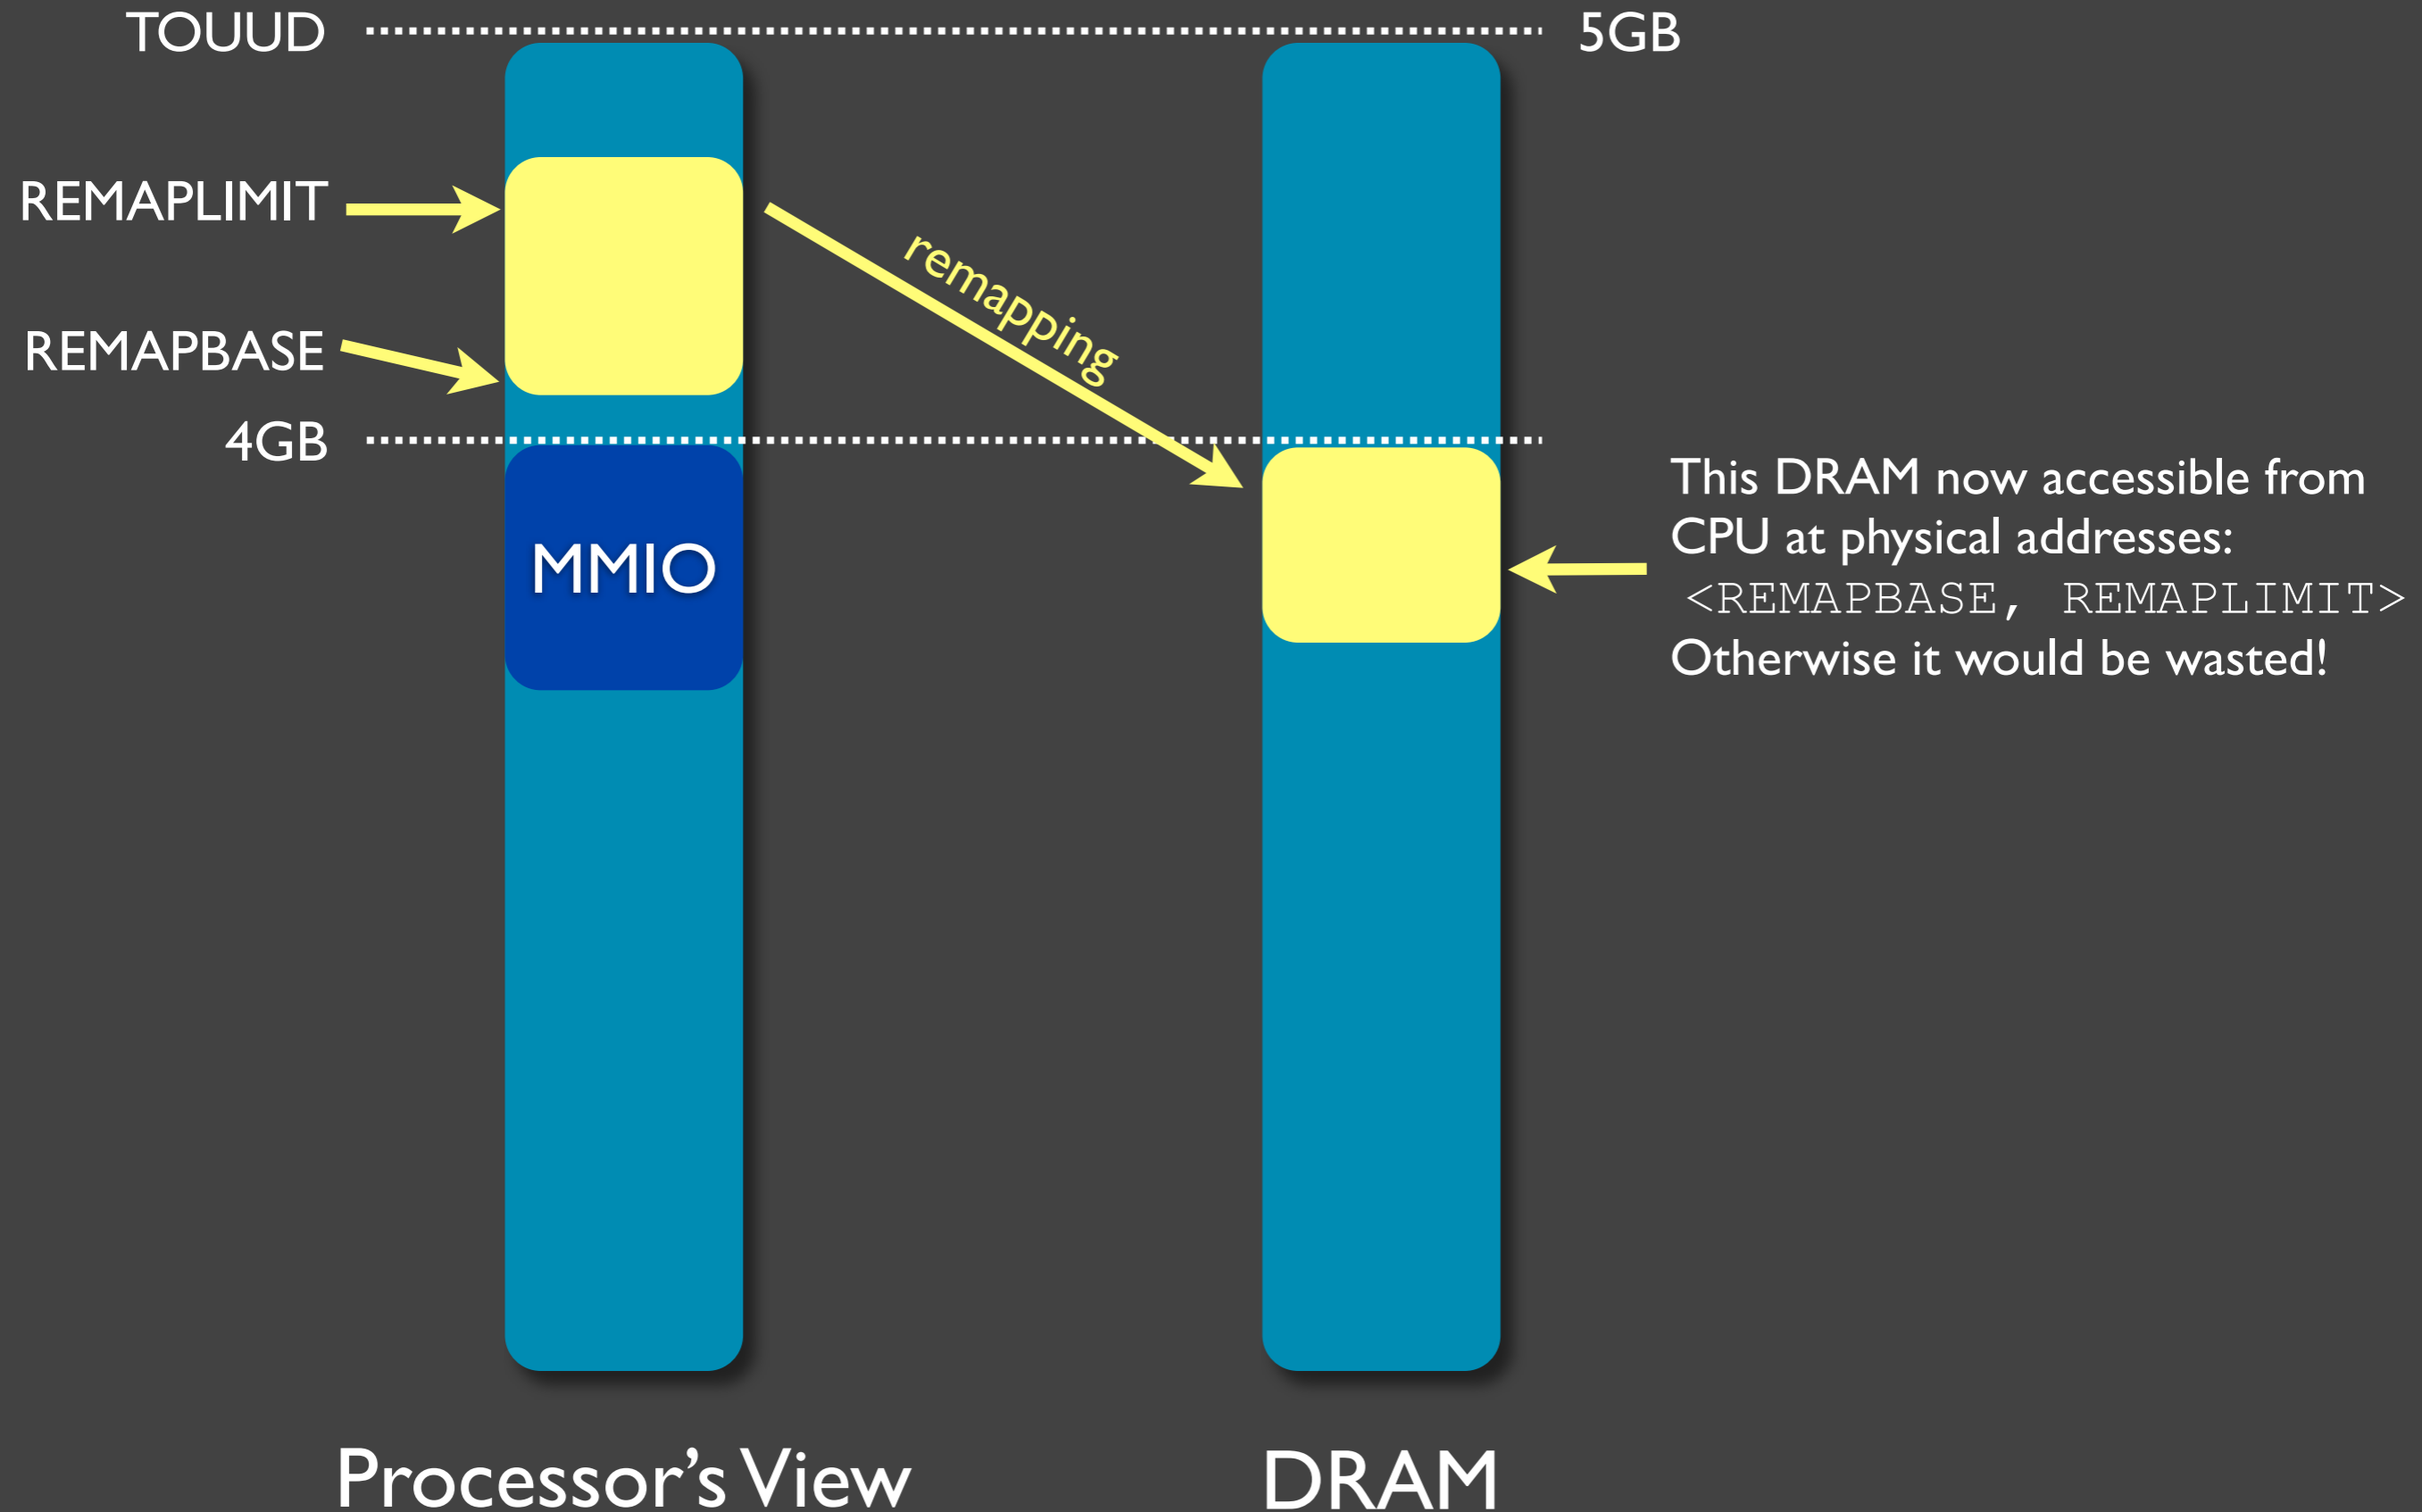 TOUUD
5GB
REMAPLIMIT
remapping
REMAPBASE
4GB
MMIO
This DRAM now accessible from
CPU at physical addresses:
<REMAPBASE, REMAPLIMIT>
Otherwise it would be wasted!
Processor’s View
DRAM